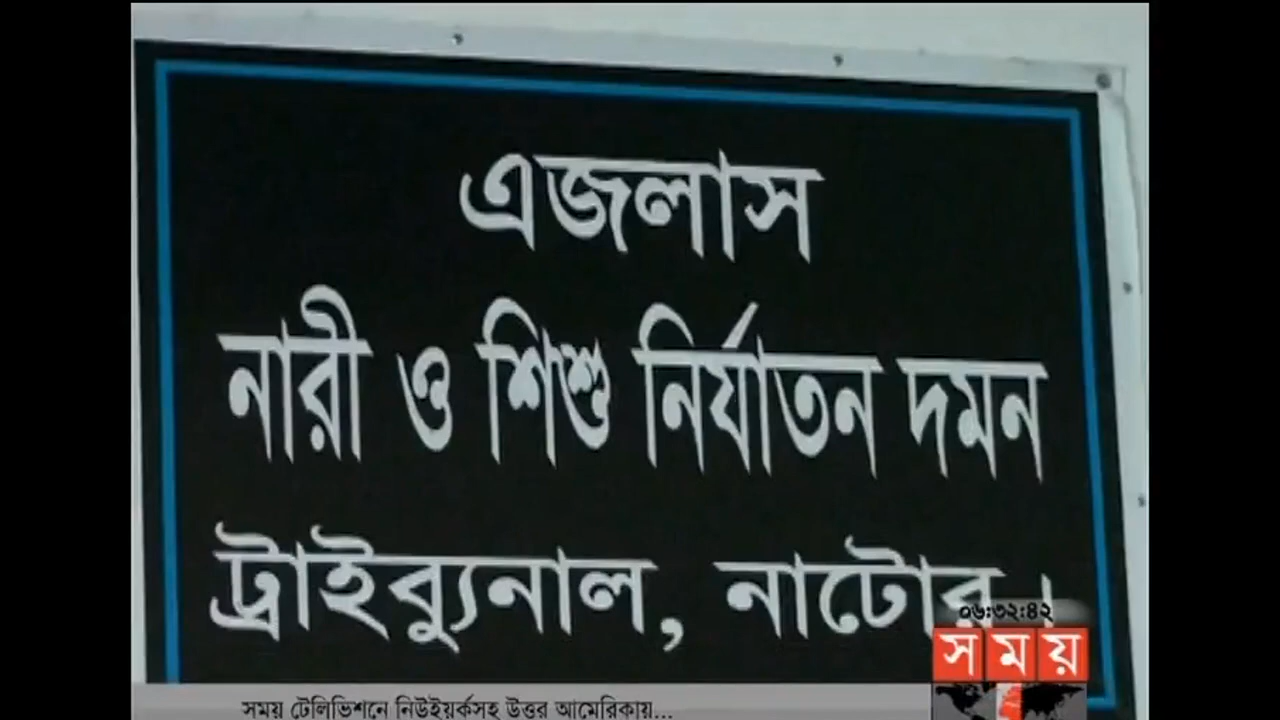 এজলাস
নারী ও শিশু নির্যাতন দমন
ট্রাইব্যুনাল, নাটোর।
০৬:৩২:৪২
সময়
সময় টেলিভিশনে নিউইয়র্কসহ উত্তর আমেরিকায়...